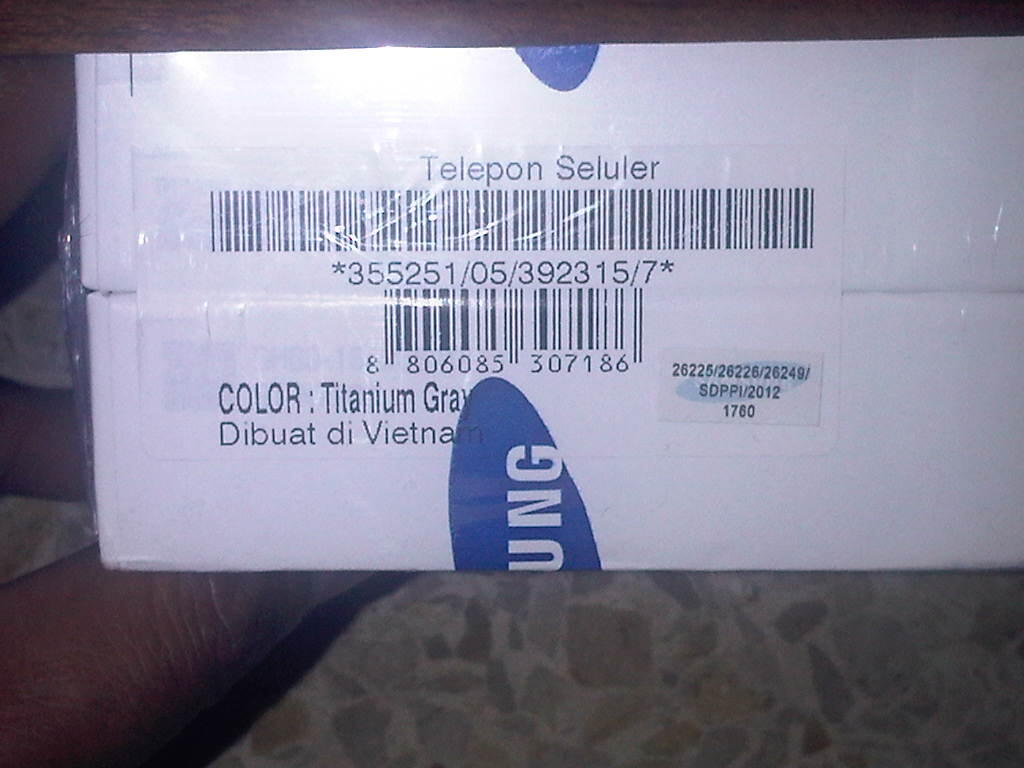 Telepon Seluler
*355251/05/392315/7*
8 806085 307186
26225/26226/26249/
SDPPI/2012
1760
COLOR : Titanium Gray
Dibuat di Vietnam
UNG